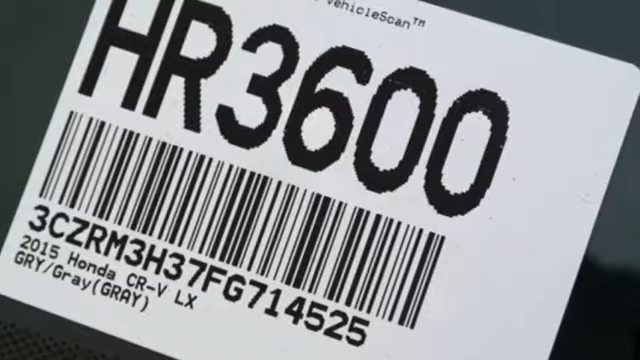 VehicleScan™
HR3600
3CZRM3H37FG714525
2015 Honda CR-V LX
GRY/Gray(GRAY)